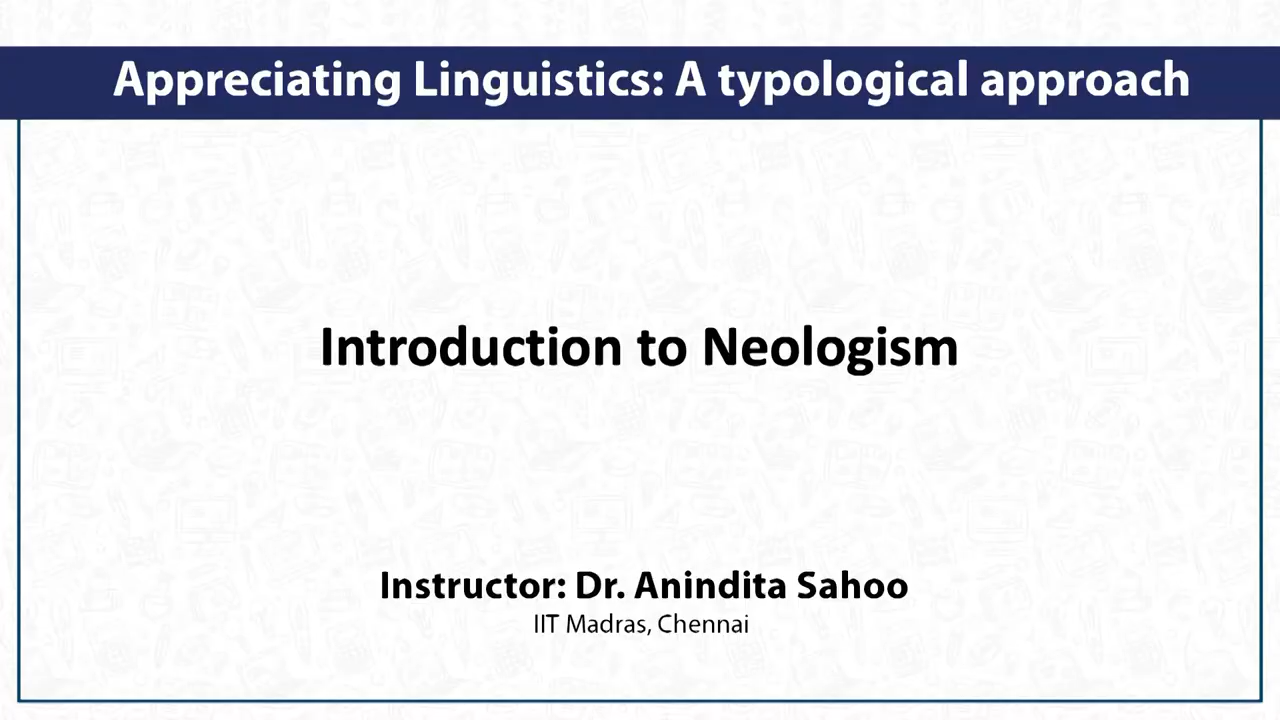 Appreciating Linguistics: A typological approach
Introduction to Neologism
Instructor: Dr. Anindita Sahoo
IIT Madras, Chennai